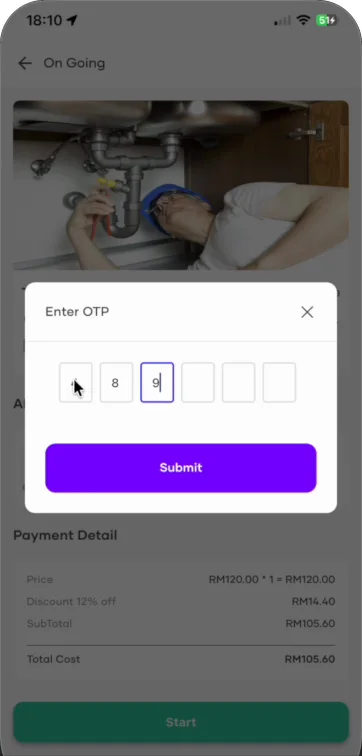 18:10
51
On Going
Enter OTP
8
9
Submit
Payment Detail
Price RM120.00 * 1 = RM120.00
Discount 12% off RM14.40
SubTotal RM105.60
Total Cost RM105.60
Start